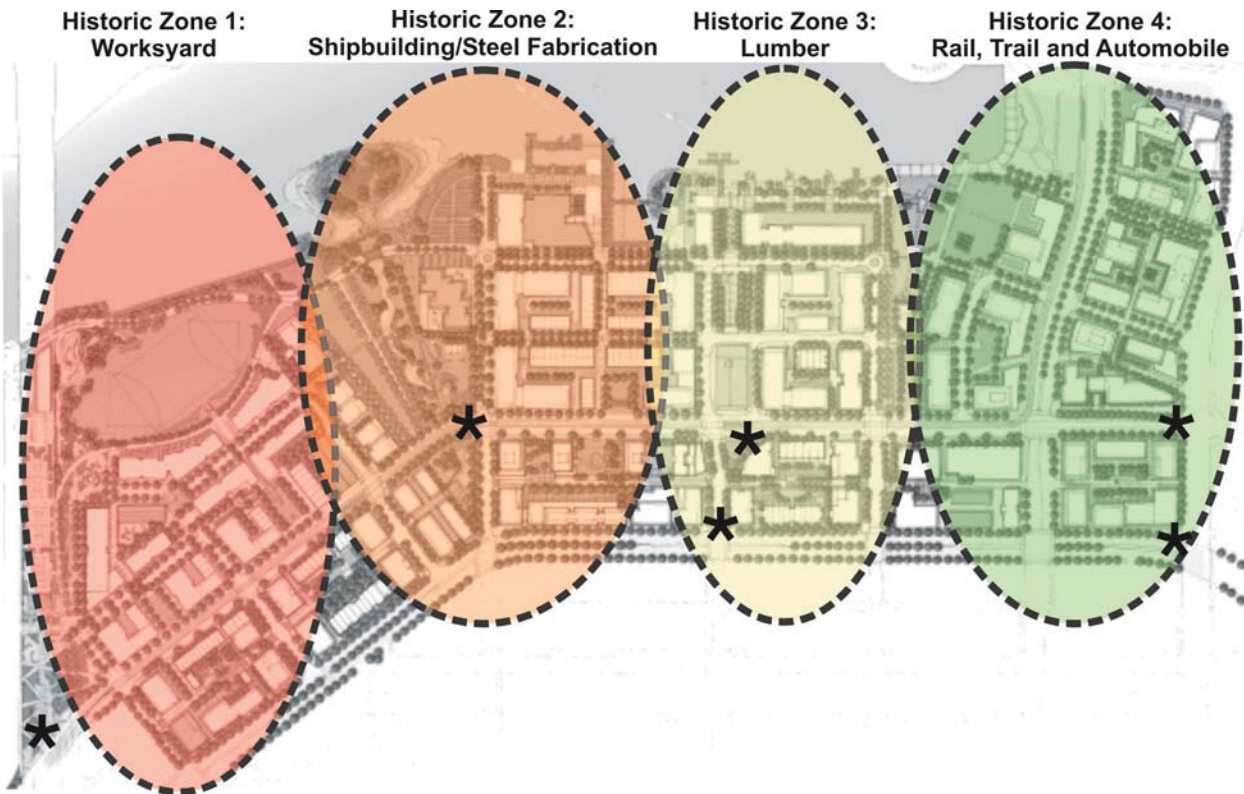 Historic Zone 1:
Worksyard
Historic Zone 2:
Shipbuilding/Steel Fabrication
Historic Zone 3:
Lumber
Historic Zone 4:
Rail, Trail and Automobile